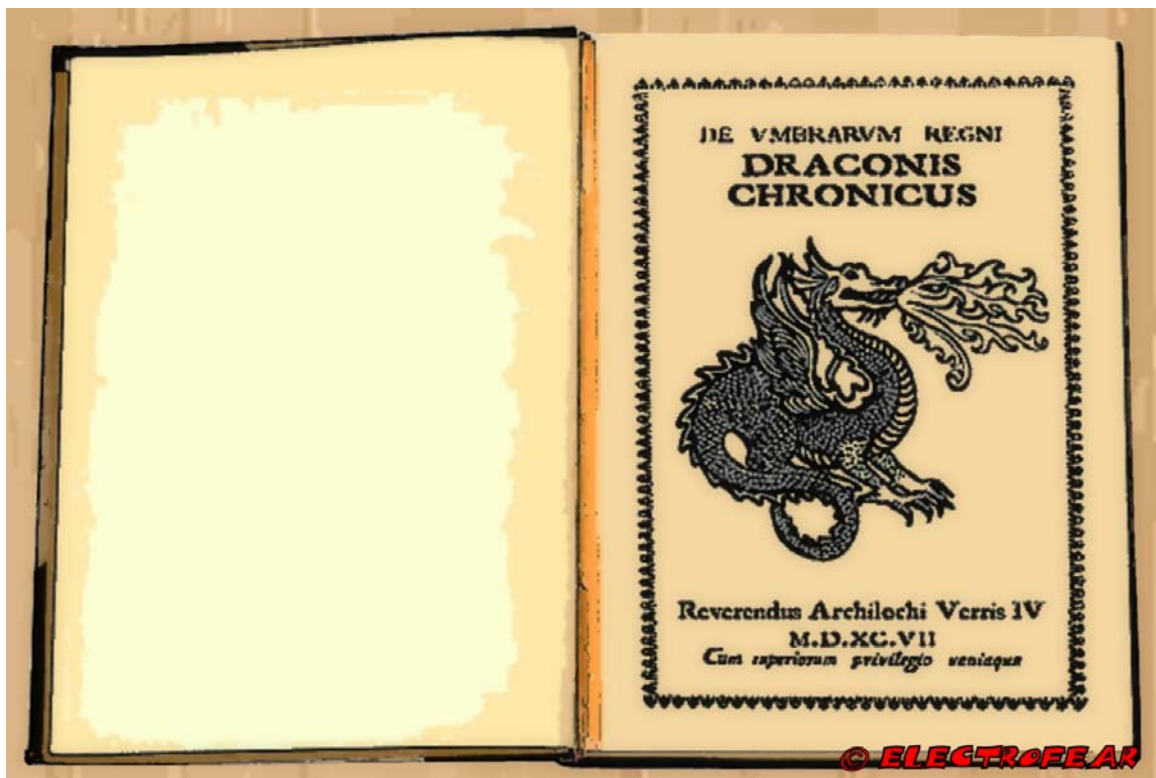 DE VMBRARVM REGNI
DRACONIS
CHRONICUS
Reverendus Archilochi Verris IV
M.D.XC.VII
Cum superiorum privilegio veniaque
© ELECTROFEAR